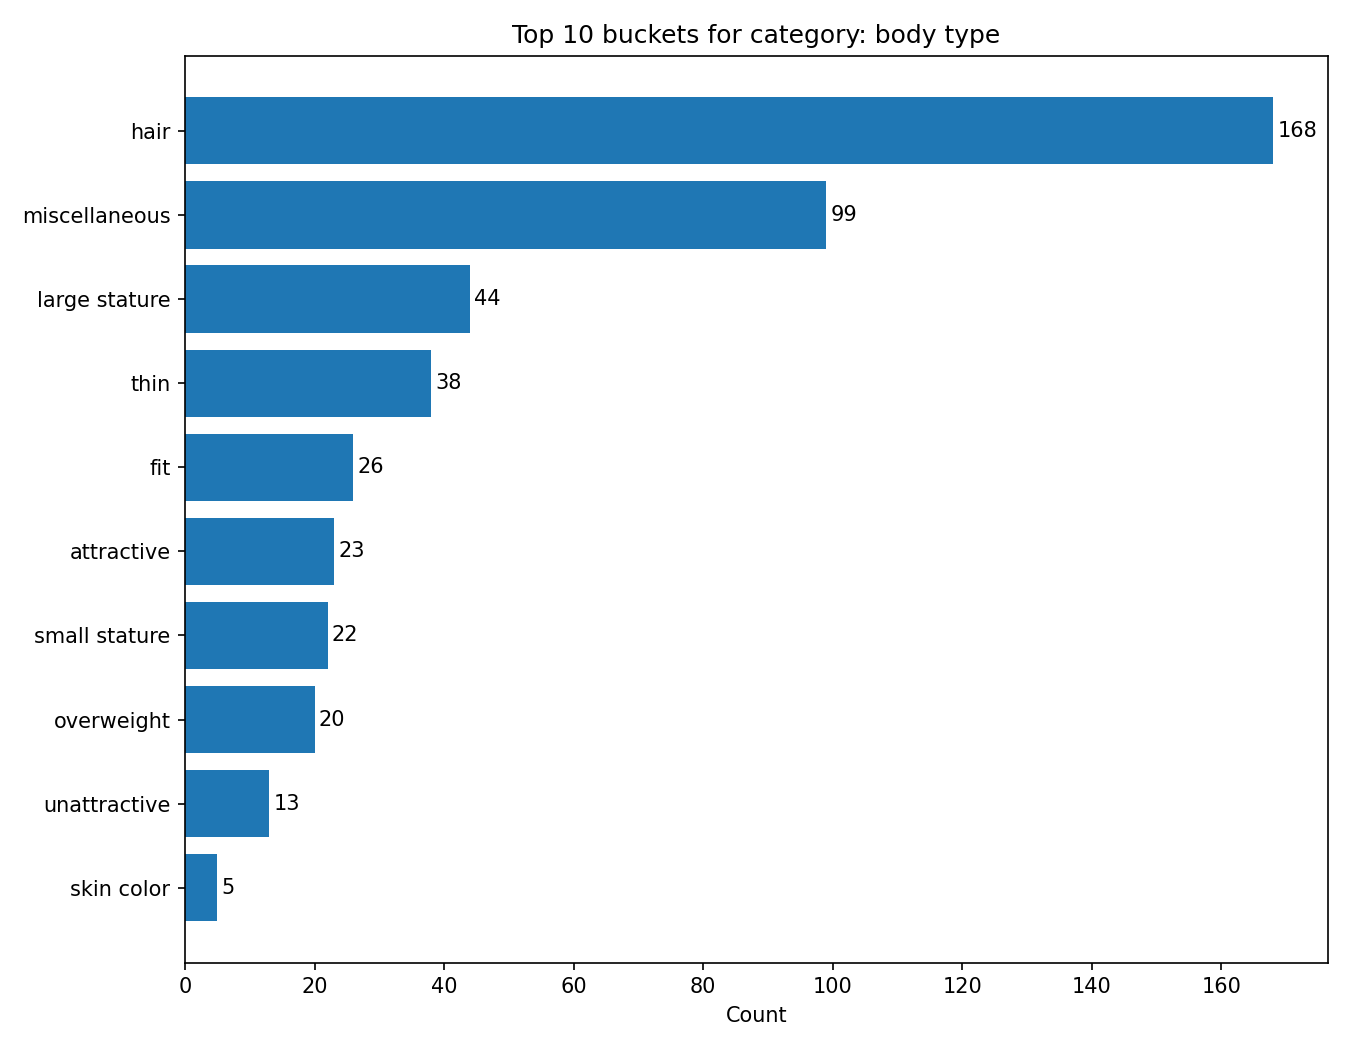 Top 10 buckets for category: body type
hair 168
miscellaneous 99
large stature 44
thin 38
fit 26
attractive 23
small stature 22
overweight 20
unattractive 13
skin color 5
0 20 40 60 80 100 120 140 160
Count